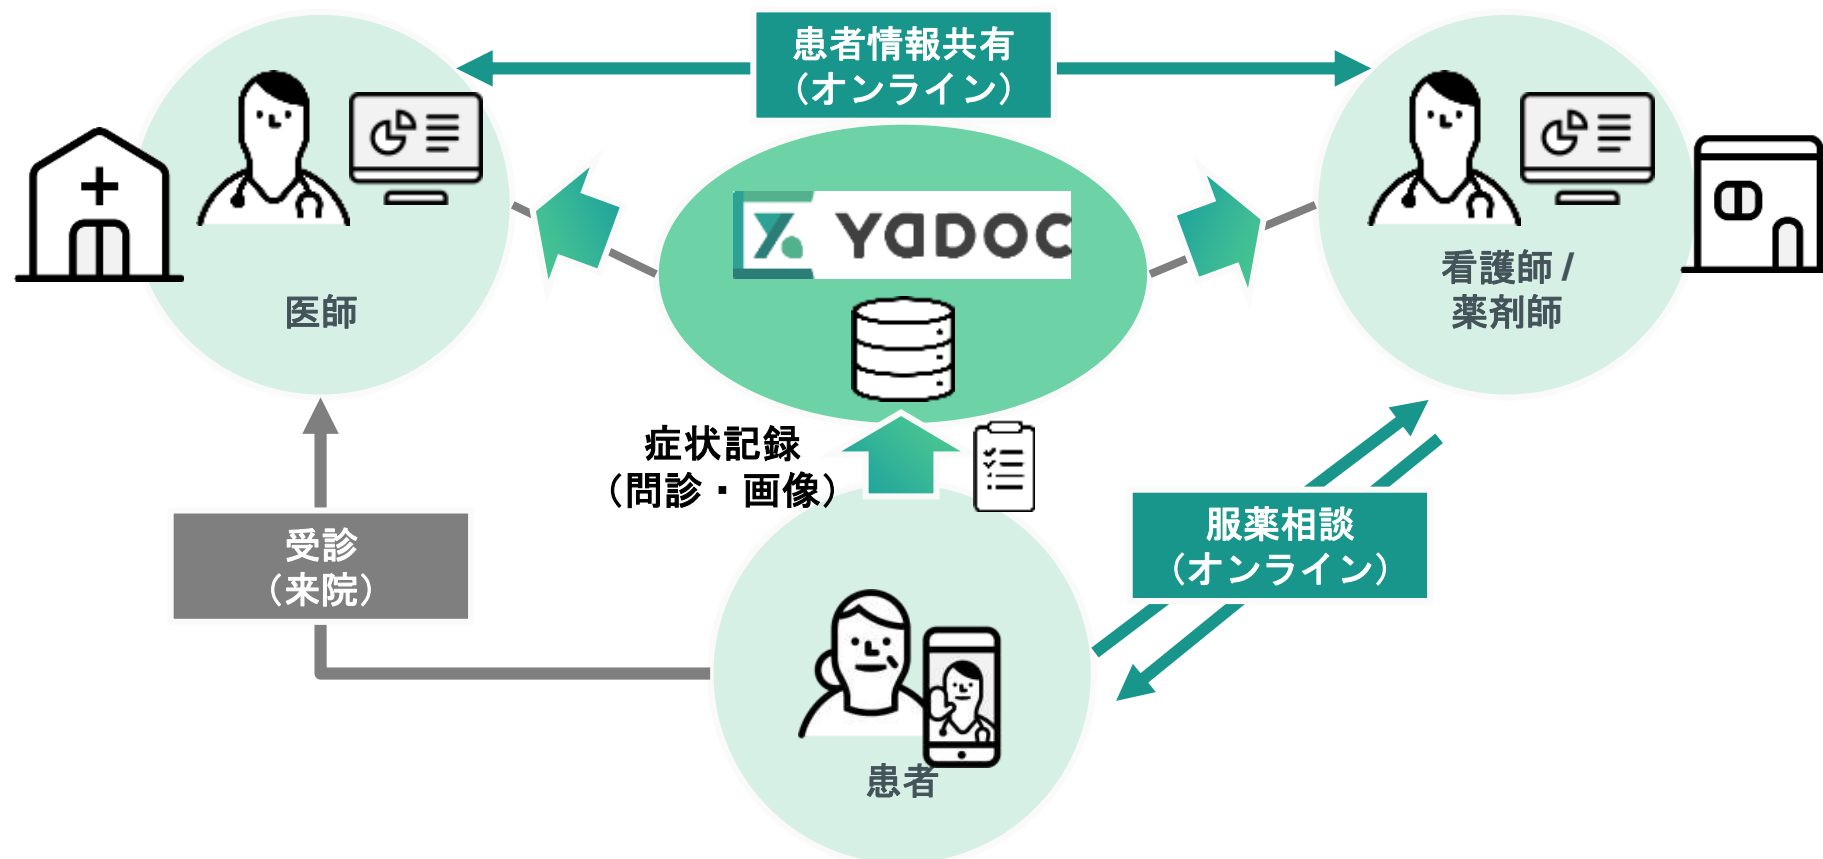 患者情報共有
（オンライン）
YaDOC
医師
看護師 /
薬剤師
症状記録
（問診・画像）
受診
（来院）
服薬相談
（オンライン）
患者